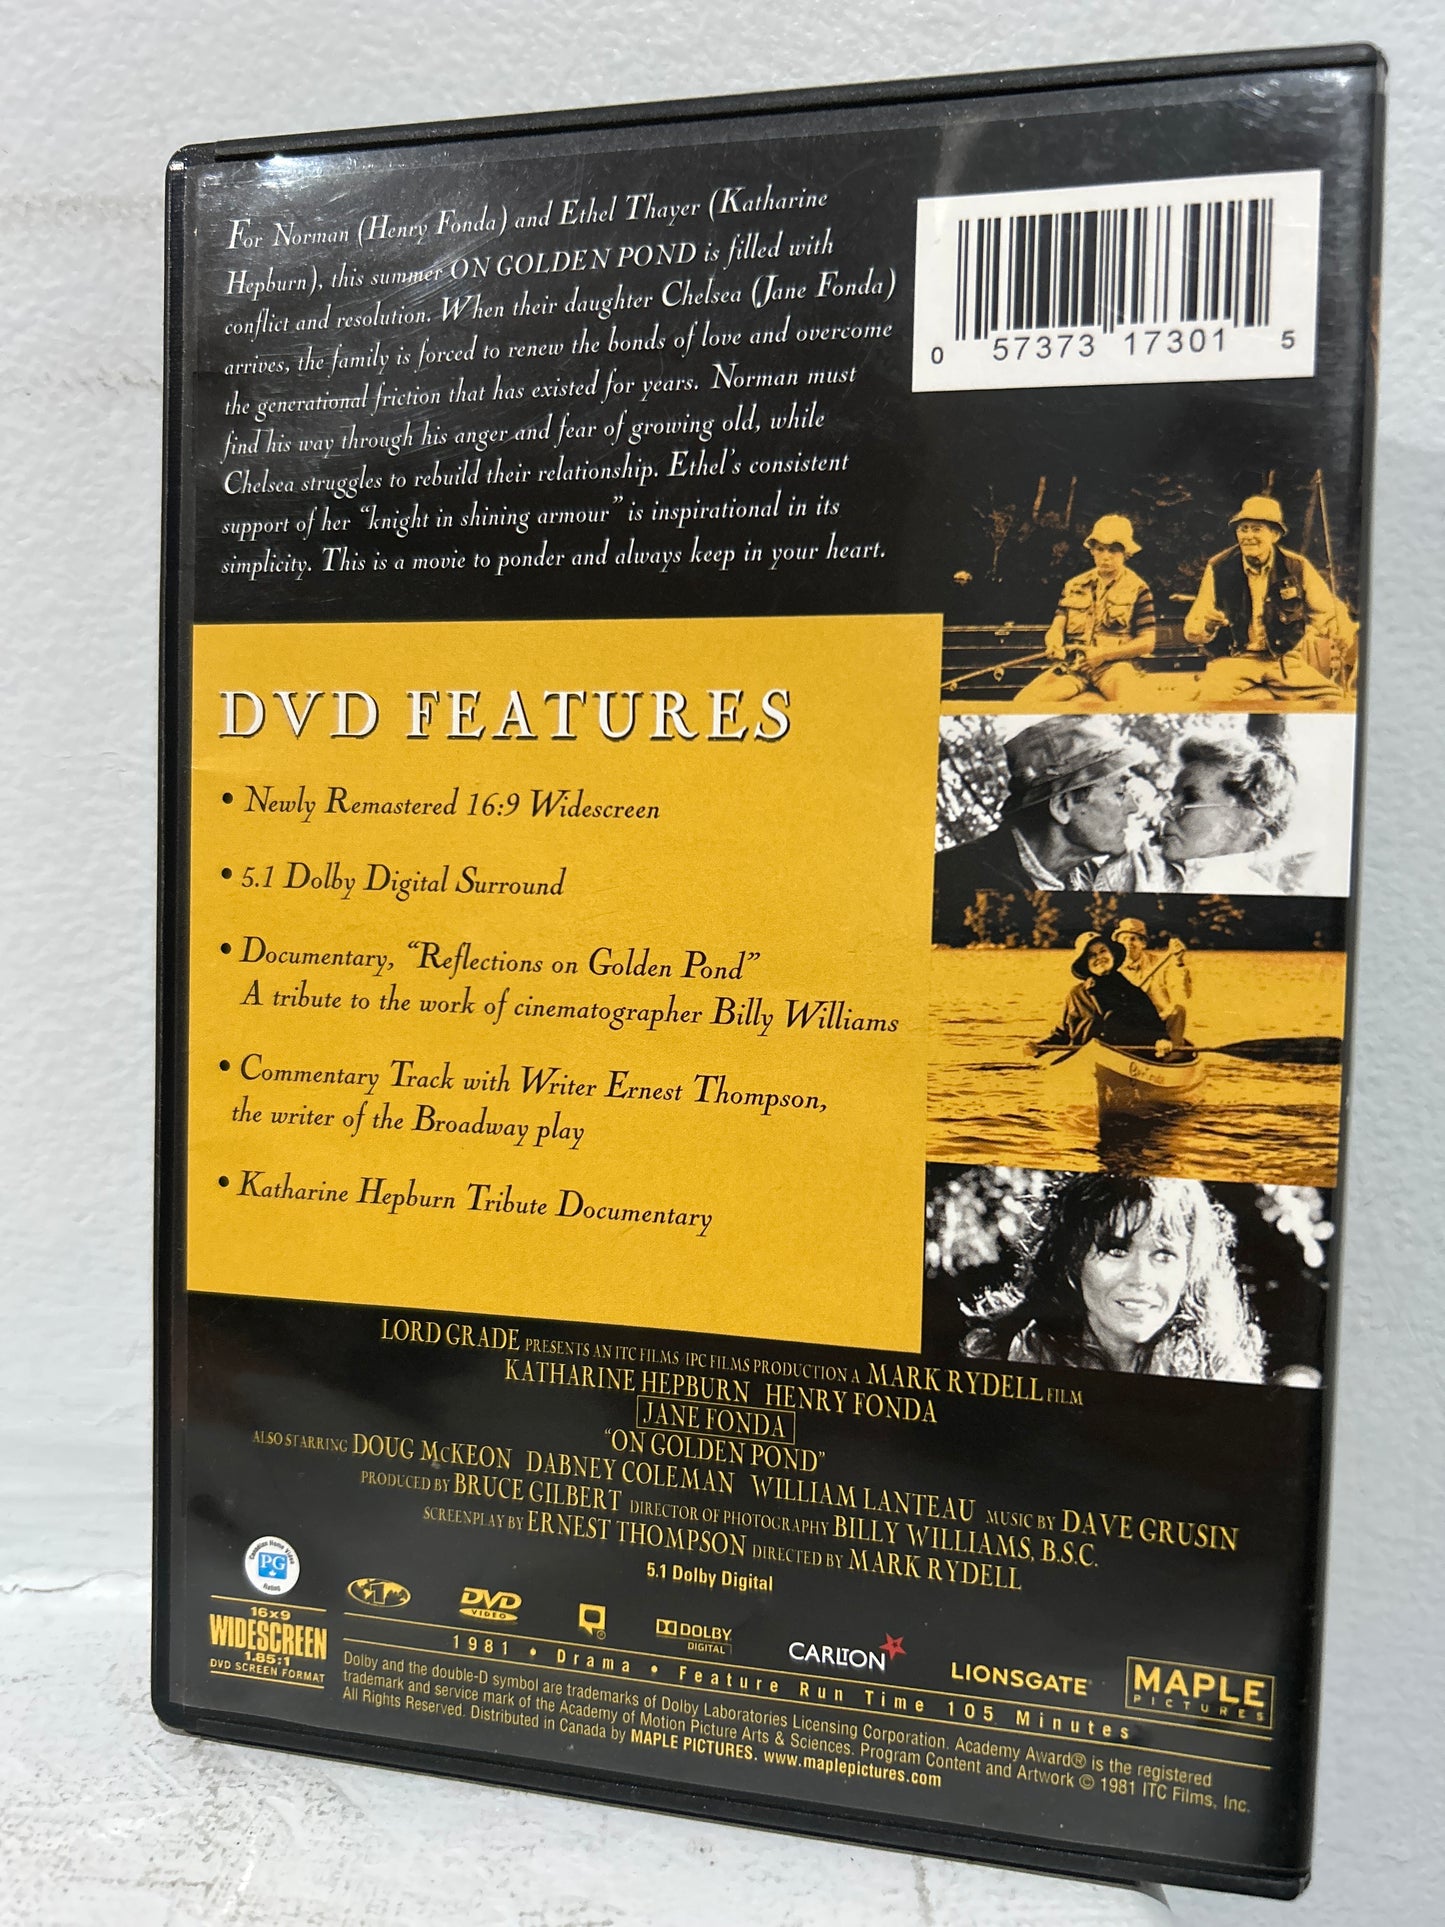 For Norman (Henry Fonda) and Ethel Thayer (Katharine
Hepburn), this summer ON GOLDEN POND is filled with
conflict and resolution. When their daughter Chelsea (Jane Fonda)
arrives, the family is forced to renew the bonds of love and overcome
the generational friction that has existed for years. Norman must
find his way through his anger and fear of growing old, while
Chelsea struggles to rebuild their relationship. Ethel's consistent
support of her “knight in shining armour” is inspirational in its
simplicity. This is a movie to ponder and always keep in your heart.
0 57373 17301 5
DVD FEATURES
• Newly Remastered 16:9 Widescreen
• 5.1 Dolby Digital Surround
• Documentary, “Reflections on Golden Pond”
A tribute to the work of cinematographer Billy Williams
• Commentary Track with Writer Ernest Thompson,
the writer of the Broadway play
• Katharine Hepburn Tribute Documentary
LORD GRADE PRESENTS AN ITC FILMS/IPC FILMS PRODUCTION A MARK RYDELL FILM
KATHARINE HEPBURN HENRY FONDA
JANE FONDA
“ON GOLDEN POND”
ALSO STARRING DOUG McKEON DABNEY COLEMAN WILLIAM LANTEAU MUSIC BY DAVE GRUSIN
PRODUCED BY BRUCE GILBERT DIRECTOR OF PHOTOGRAPHY BILLY WILLIAMS, B.S.C.
SCREENPLAY BY ERNEST THOMPSON DIRECTED BY MARK RYDELL
5.1 Dolby Digital
Canadian Home Video
PG
Rating
16x9
WIDESCREEN
1.85:1
DVD SCREEN FORMAT
1
DVD
VIDEO
DOLBY
DIGITAL
CARLTON
LIONSGATE
MAPLE
PICTURES
1981 • Drama • Feature Run Time 105 Minutes
Dolby and the double-D symbol are trademarks of Dolby Laboratories Licensing Corporation. Academy Award® is the registered
trademark and service mark of the Academy of Motion Picture Arts & Sciences. Program Content and Artwork © 1981 ITC Films, Inc.
All Rights Reserved. Distributed in Canada by MAPLE PICTURES. www.maplepictures.com